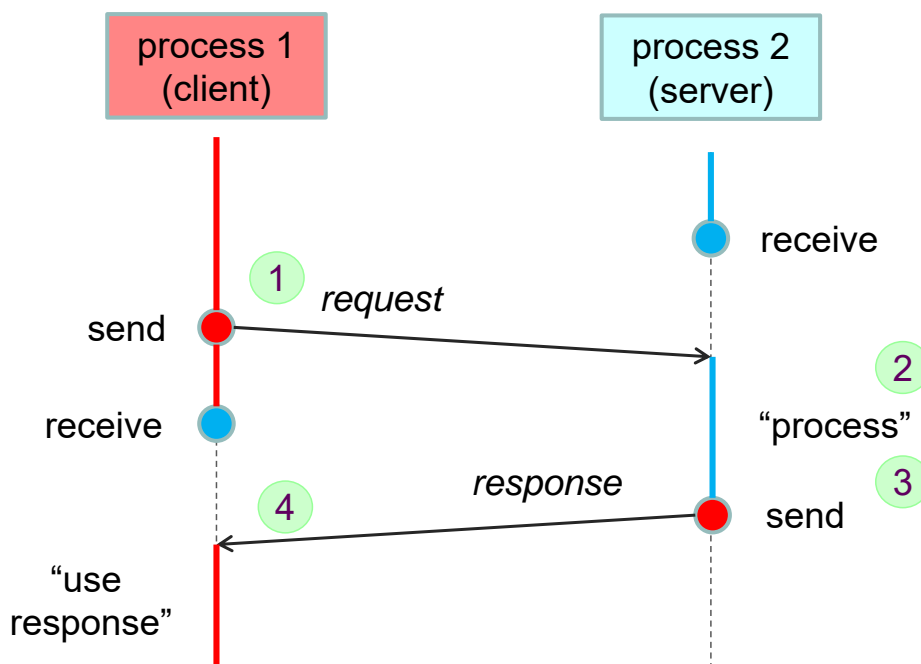 process 1
(client)
process 2
(server)
receive
1
request
send
2
receive
“process”
response
3
4
send
“use
response”